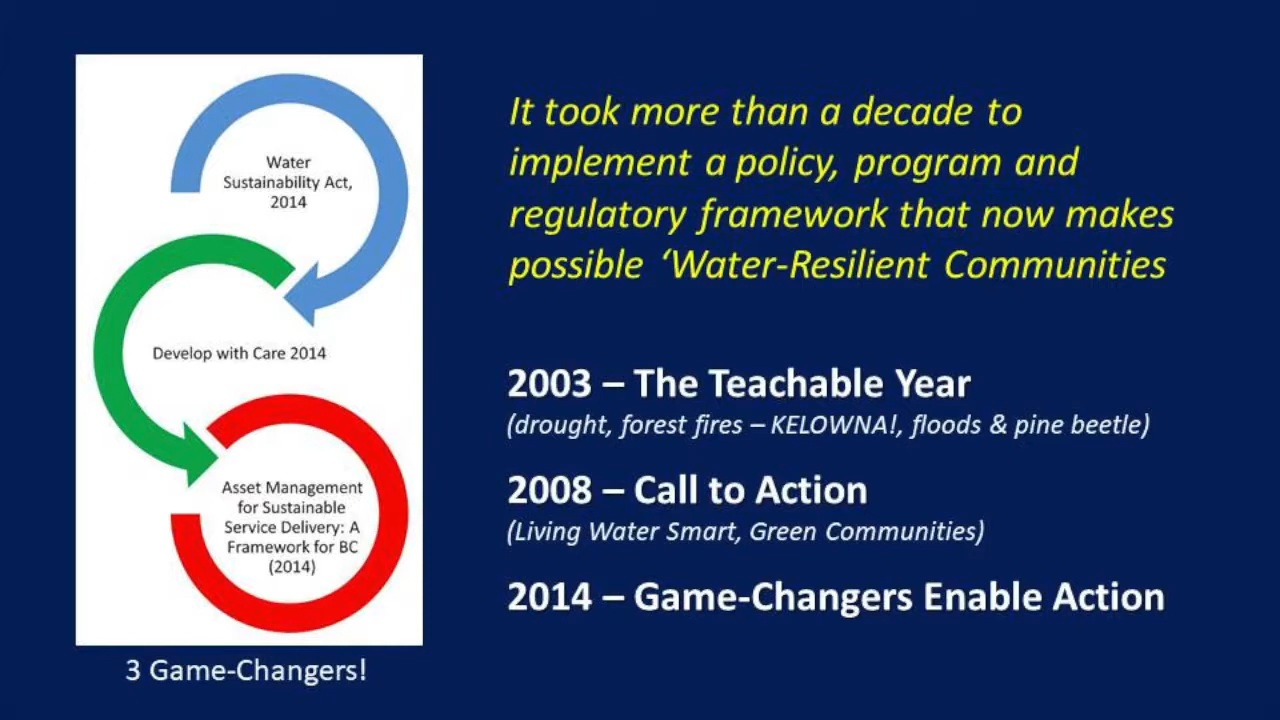 Water
Sustainability Act,
2014
Develop with Care 2014
Asset Management
for Sustainable
Service Delivery: A
Framework for BC
(2014)
3 Game-Changers!
It took more than a decade to
implement a policy, program and
regulatory framework that now makes
possible ‘Water-Resilient Communities
2003 – The Teachable Year
(drought, forest fires – KELOWNA!, floods & pine beetle)
2008 – Call to Action
(Living Water Smart, Green Communities)
2014 – Game-Changers Enable Action